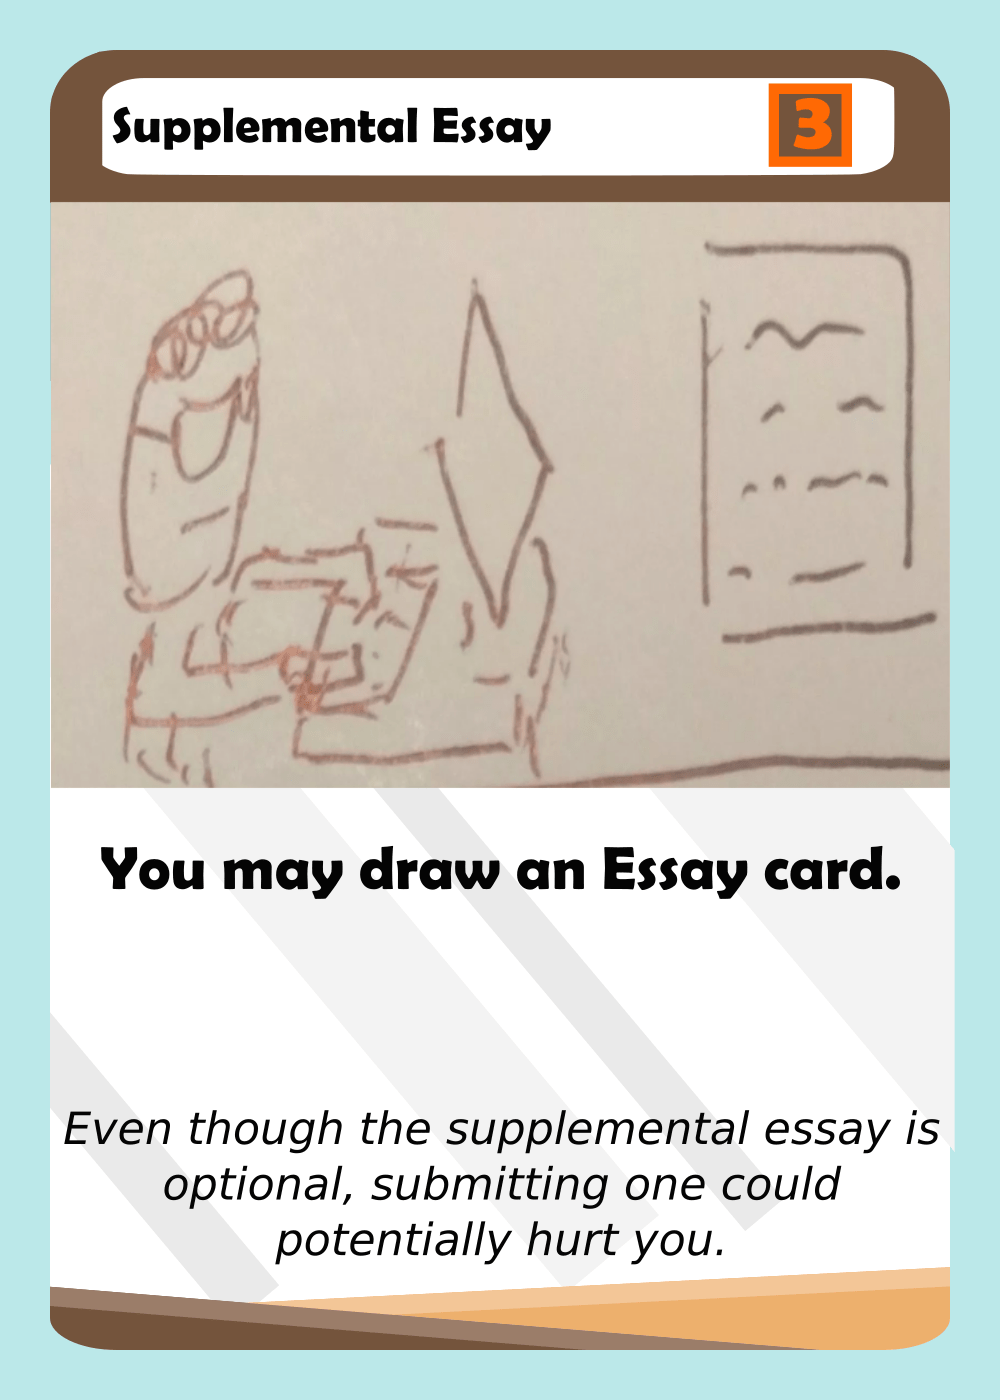 Supplemental Essay
3
You may draw an Essay card.
Even though the supplemental essay is
optional, submitting one could
potentially hurt you.